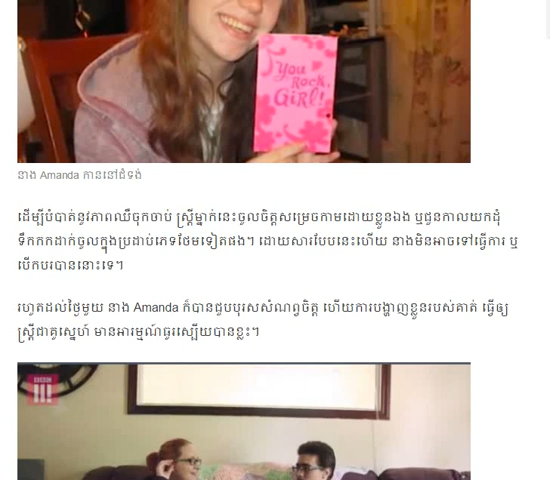 You
Rock,
GiRl!
នាង Amanda កាននៅជំទង់
ដើម្បីបំបាត់នូវភាពឈឺចុកចាប់ ស្ត្រីម្នាក់នេះចូលចិត្តសម្រេចកាមដោយខ្លួនឯង ឬជួនកាលយកដុំ
ទឹកកកដាក់ចូលក្នុងប្រដាប់ភេទថែមទៀតផង។ ដោយសារបែបនេះហើយ នាងមិនអាចទៅធ្វើការ ឬ
បើកបរបាននោះទេ។
រហូតដល់ថ្ងៃមួយ នាង Amanda ក៏បានជួបបុរសសំណព្វចិត្ត ហើយការបង្ហាញខ្លួនរបស់គាត់ ធ្វើឲ្យ
ស្ត្រីជាគូស្នេហ៍ មានអារម្មណ៍ធូរស្បើយបានខ្លះ។
BBC